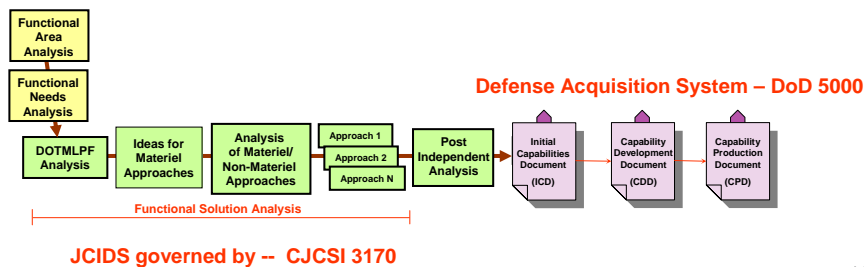 Functional
Area
Analysis
Functional
Needs
Analysis
Defense Acquisition System – DoD 5000
DOTMLPF
Analysis
Ideas for
Materiel
Approaches
Analysis
of Materiel/
Non-Materiel
Approaches
Approach 1
Approach 2
Approach N
Post
Independent
Analysis
Initial
Capabilities
Document
(ICD)
Capability
Development
Document
(CDD)
Capability
Production
Document
(CPD)
Functional Solution Analysis
JCIDS governed by -- CJCSI 3170